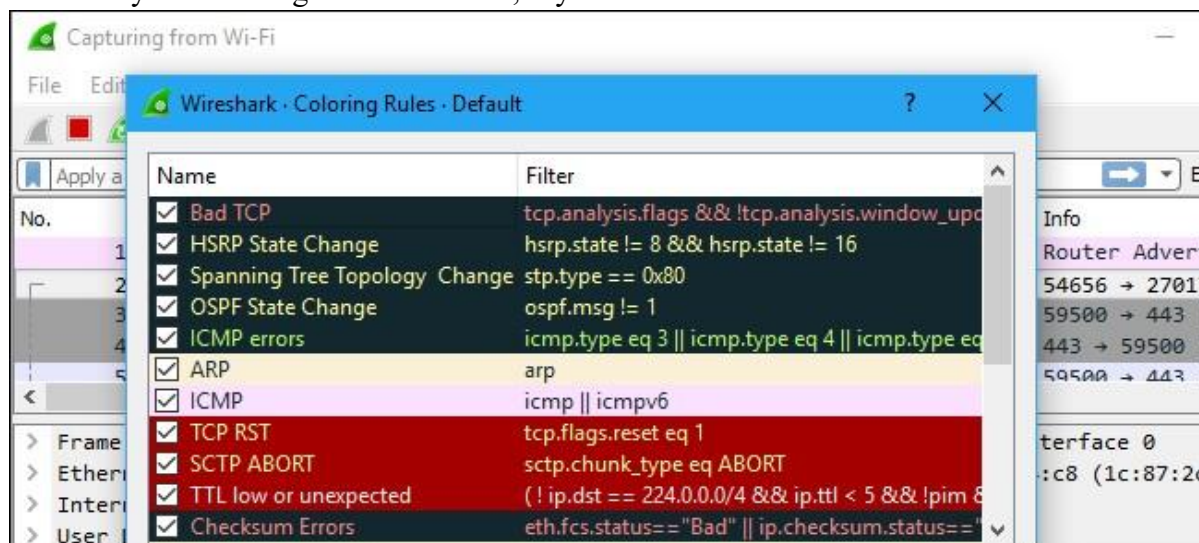 Capturing from Wi-Fi
File Edit
Wireshark · Coloring Rules · Default ? ×
Apply a
Name Filter
No. Info
Bad TCP tcp.analysis.flags && !tcp.analysis.window_upd
HSRP State Change hsrp.state != 8 && hsrp.state != 16
1 Router Adver
Spanning Tree Topology Change stp.type == 0x80
2 54656 → 2701
OSPF State Change ospf.msg != 1
3 59500 → 443
ICMP errors icmp.type eq 3 || icmp.type eq 4 || icmp.type eq
4 443 → 59500
ARP arp
5 59500 → 443
ICMP icmp || icmpv6
TCP RST tcp.flags.reset eq 1
Frame terface 0
SCTP ABORT sctp.chunk_type eq ABORT
Ether :c8 (1c:87:2
TTL low or unexpected ( ! ip.dst == 224.0.0.0/4 && ip.ttl < 5 && !pim &
Inter
Checksum Errors eth.fcs.status=="Bad" || ip.checksum.status=="
User